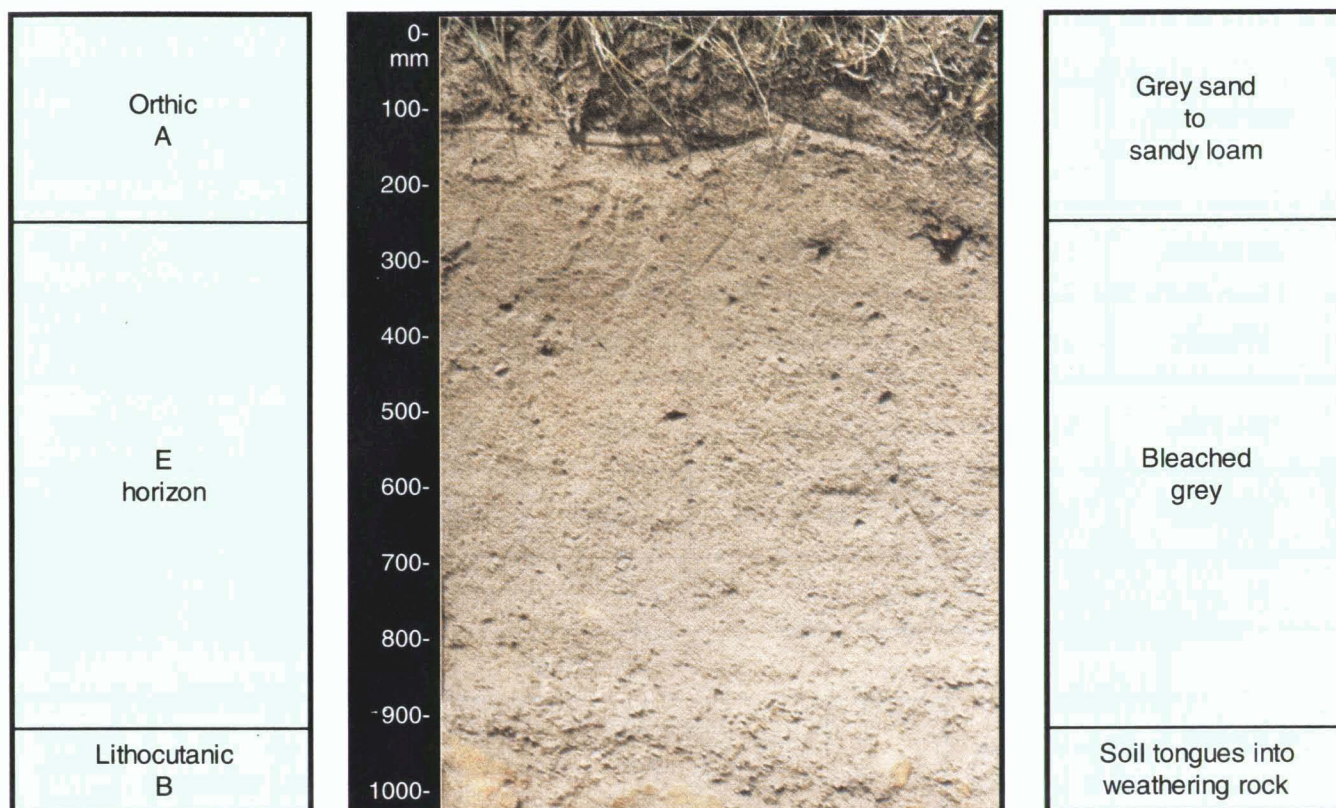 Orthic
A
E
horizon
Lithocutanic
B
0-
mm
100-
200-
300-
400-
500-
600-
700-
800-
900-
1000-
Grey sand
to
sandy loam
Bleached
grey
Soil tongues into
weathering rock